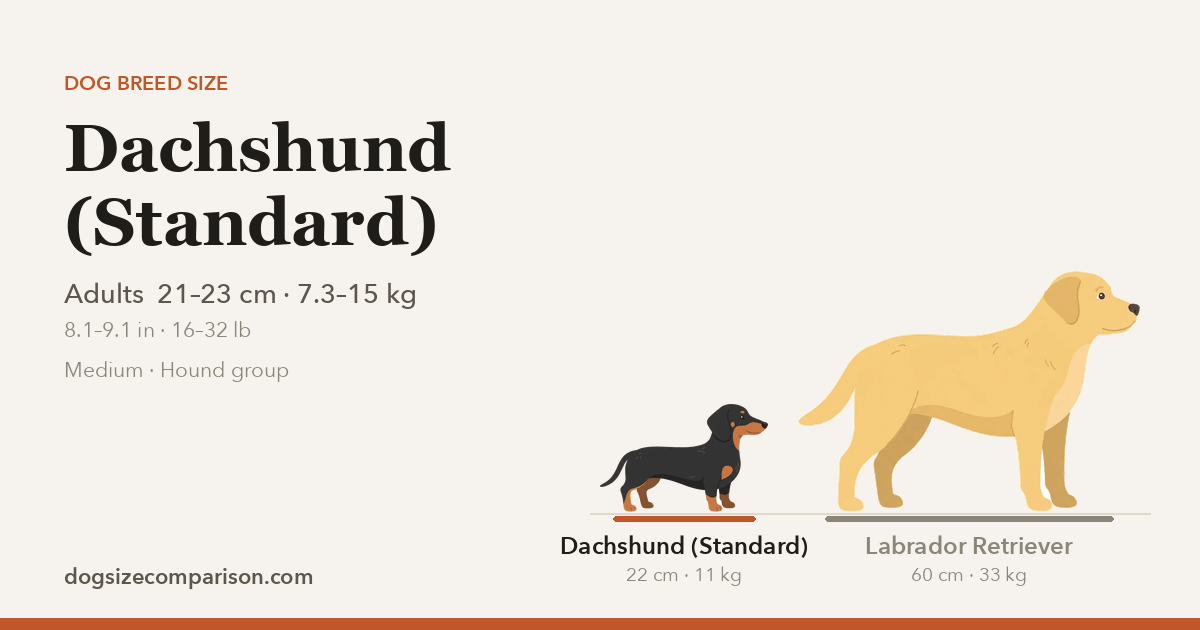 DOG BREED SIZE
Dachshund
(Standard)
Adults 21–23 cm · 7.3–15 kg
8.1–9.1 in · 16–32 lb
Medium · Hound group
Dachshund (Standard)
22 cm · 11 kg
Labrador Retriever
60 cm · 33 kg
dogsizecomparison.com